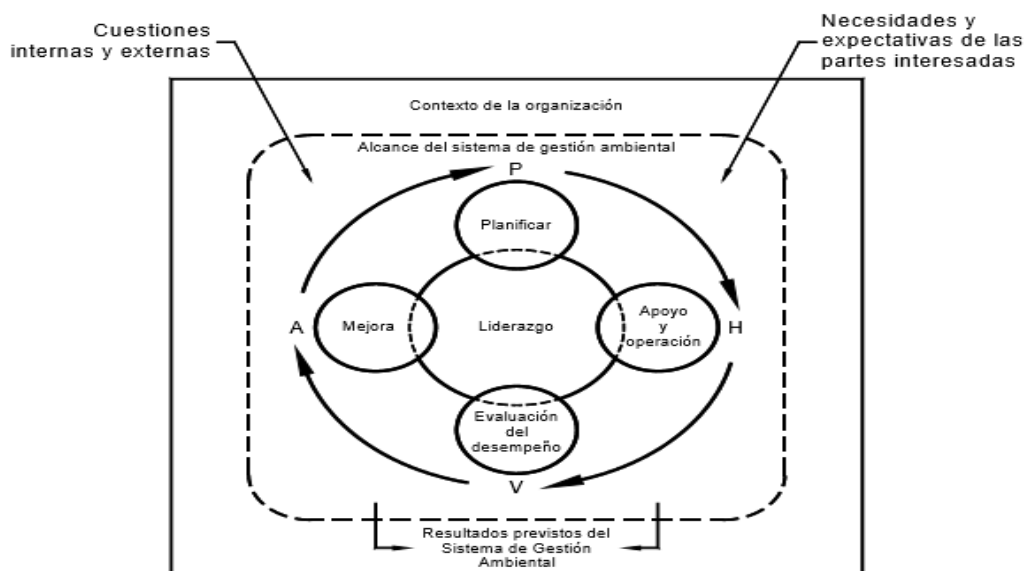 Cuestiones
internas y externas
Necesidades y
expectativas de las
partes interesadas
Contexto de la organización
Alcance del sistema de gestión ambiental
P
Planificar
A
Mejora
Liderazgo
Apoyo
y
operación
H
Evaluación
del
desempeño
V
Resultados previstos del
Sistema de Gestión
Ambiental